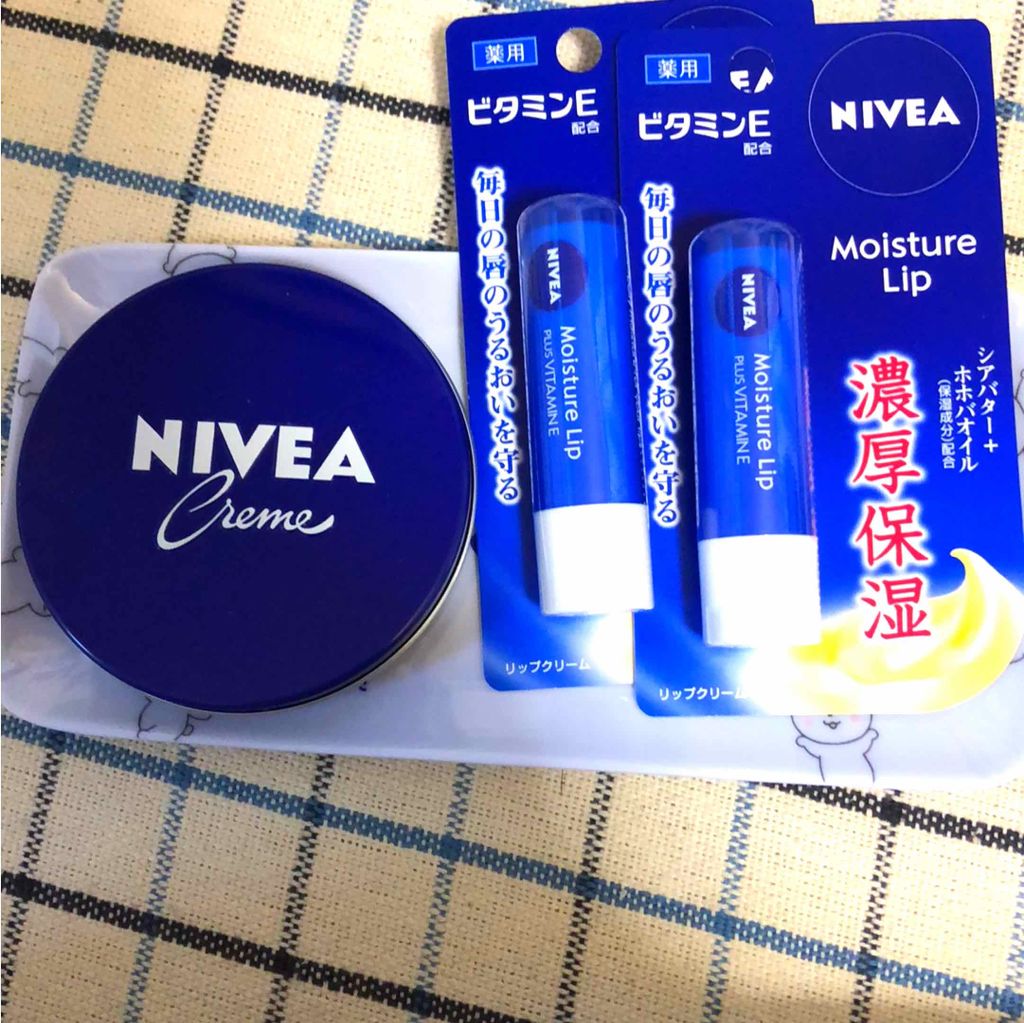 NIVEA
Creme
薬用
ビタミンE
配合
毎日の唇のうるおいを守る
NIVEA
Moisture Lip
PLUS VITAMIN E
リップクリーム
薬用
ビタミンE
配合
毎日の唇のうるおいを守る
NIVEA
Moisture Lip
PLUS VITAMIN E
リップクリーム
NIVEA
Moisture
Lip
シアバター+
ホホバオイル
(保湿成分)配合
濃厚保湿